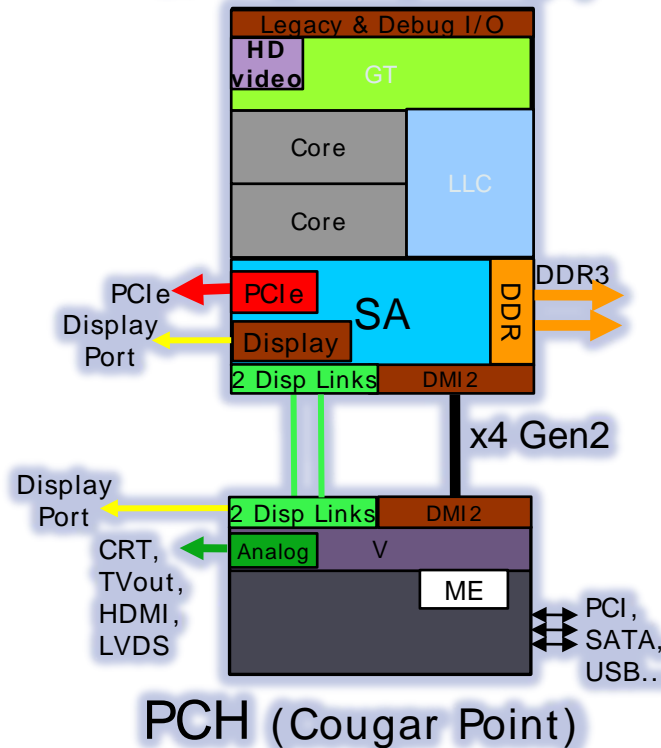 Legacy & Debug I/O
HD
video
GT
Core
LLC
Core
PCIe
PCIe
SA
DDR
DDR3
Display
Port
Display
2 Disp Links
DMI2
x4 Gen2
Display
Port
2 Disp Links
DMI2
CRT,
TVout,
HDMI,
LVDS
Analog
V
ME
PCI,
SATA,
USB..
PCH (Cougar Point)